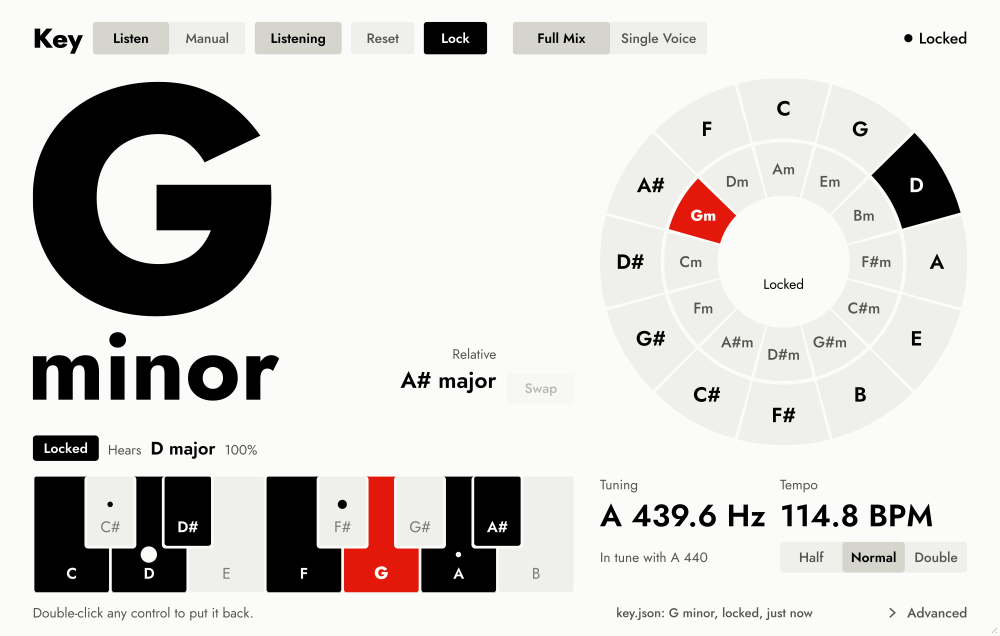 Key Listen Manual Listening Reset Lock Full Mix Single Voice Locked
G
minor
Relative
A# major Swap
Locked Hears D major 100%
C# D# F# G# A#
C D E F G A B
Double-click any control to put it back.
C
F G
A# D
D# A
G# E
C# B
F#
Am
Dm Em
Gm Bm
Cm F#m
Fm C#m
A#m G#m
D#m
Locked
Tuning Tempo
A 439.6 Hz 114.8 BPM
In tune with A 440 Half Normal Double
key.json: G minor, locked, just now Advanced